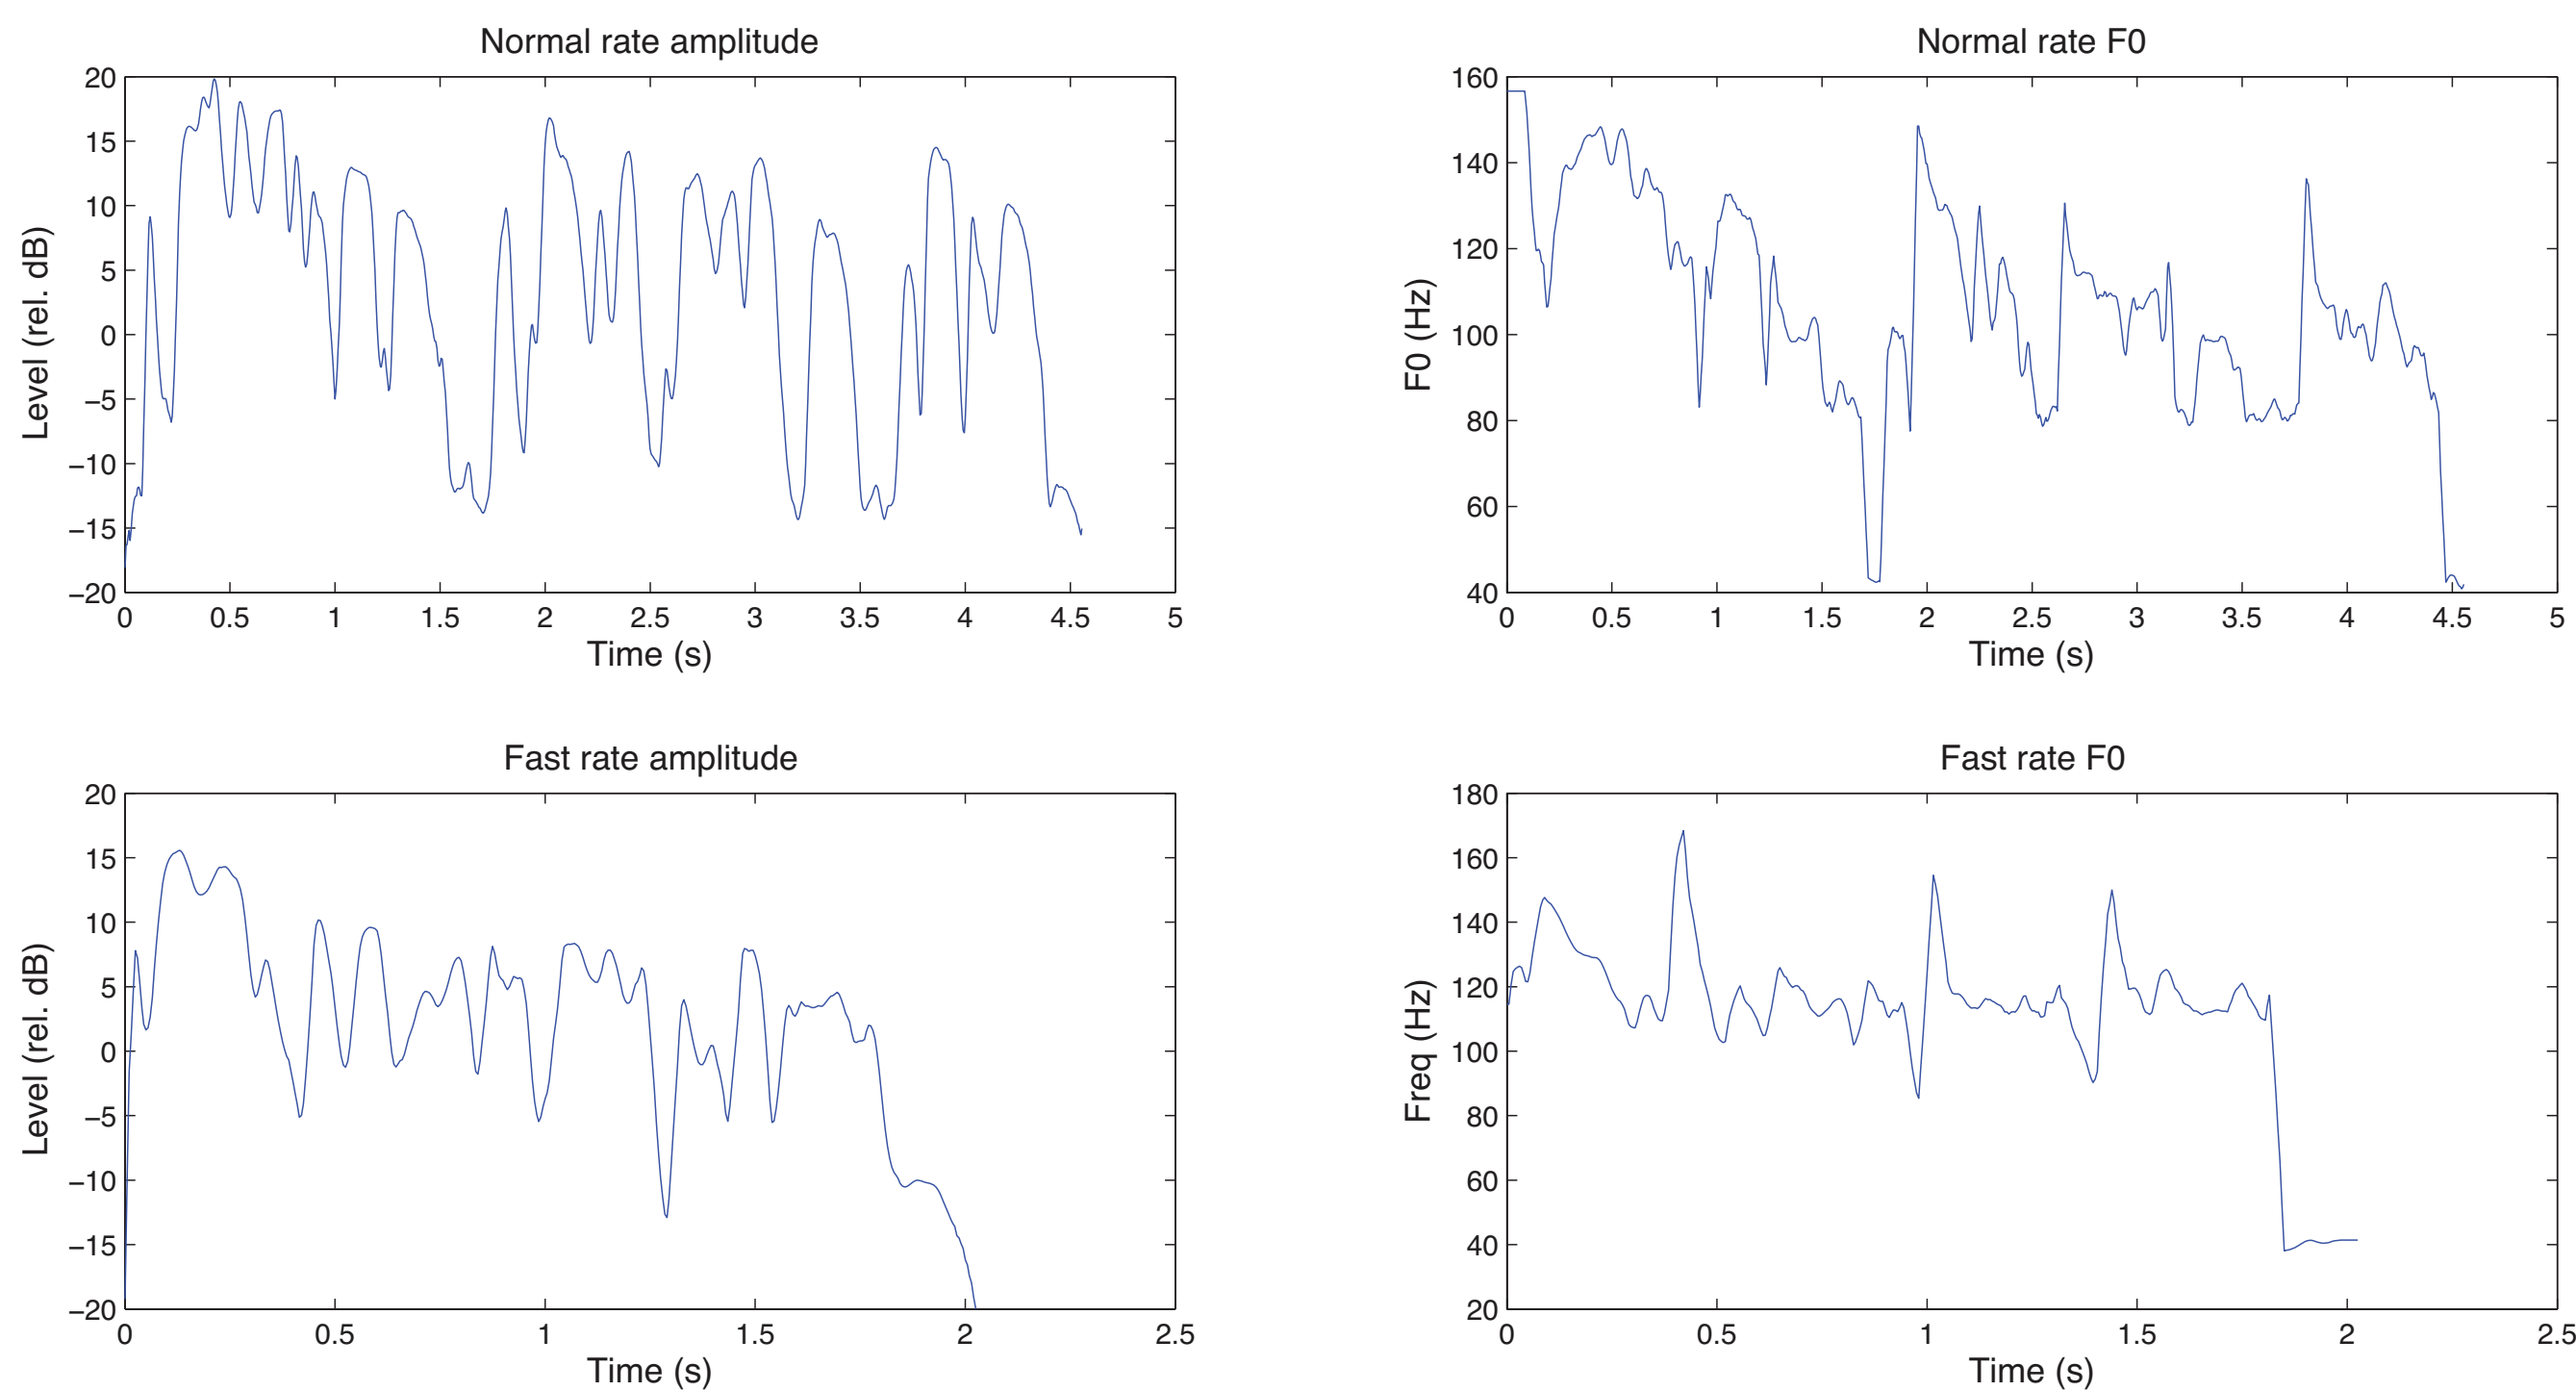 Normal rate amplitude
20
15
10
5
0
−5
−10
−15
−20
Level (rel. dB)
0 0.5 1 1.5 2 2.5 3 3.5 4 4.5 5
Time (s)
Normal rate F0
160
140
120
100
80
60
40
F0 (Hz)
0 0.5 1 1.5 2 2.5 3 3.5 4 4.5 5
Time (s)
Fast rate amplitude
20
15
10
5
0
−5
−10
−15
−20
Level (rel. dB)
0 0.5 1 1.5 2 2.5
Time (s)
Fast rate F0
180
160
140
120
100
80
60
40
20
Freq (Hz)
0 0.5 1 1.5 2 2.5
Time (s)